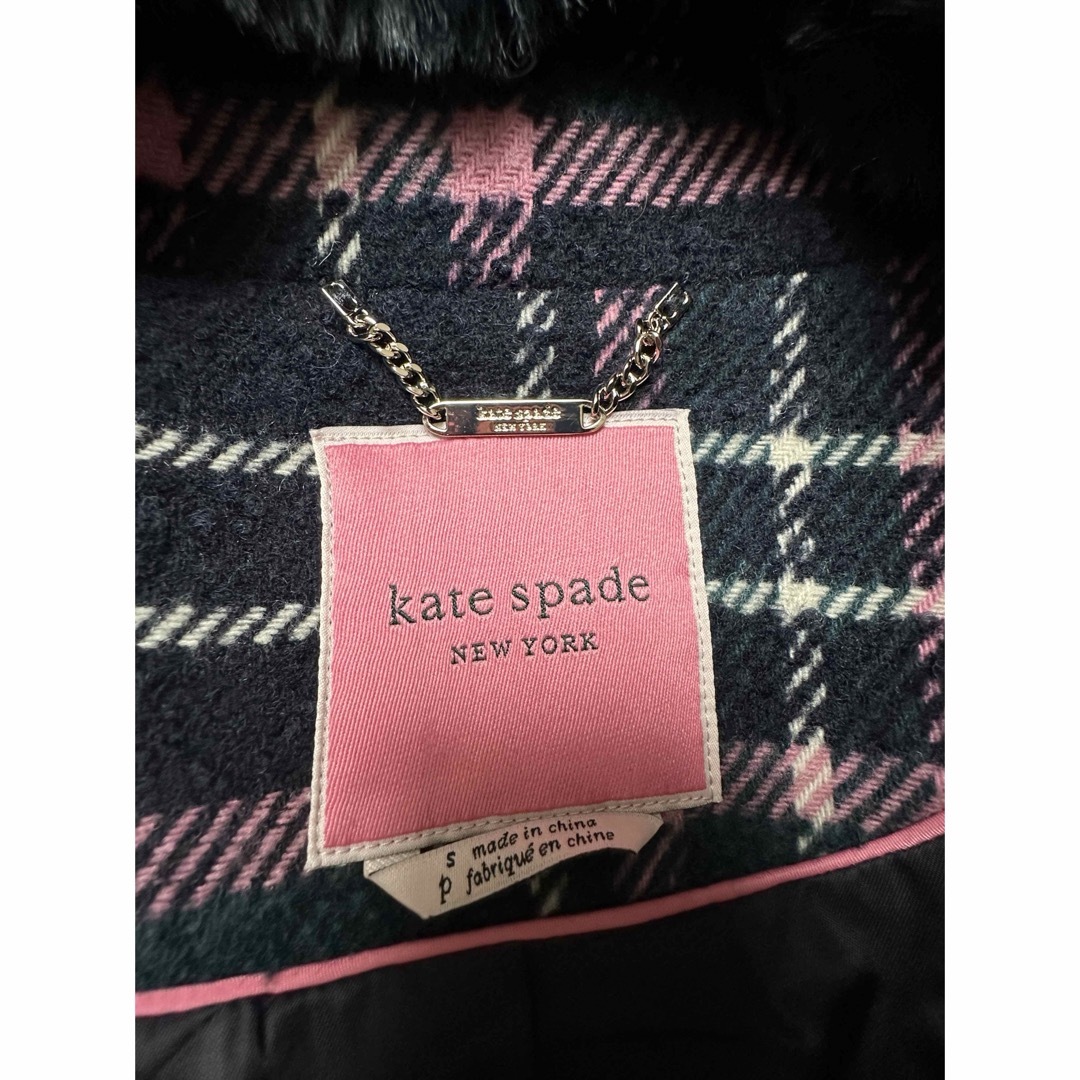 kate spade
NEW YORK
kate spade
NEW YORK
s made in china
p fabriqué en chine